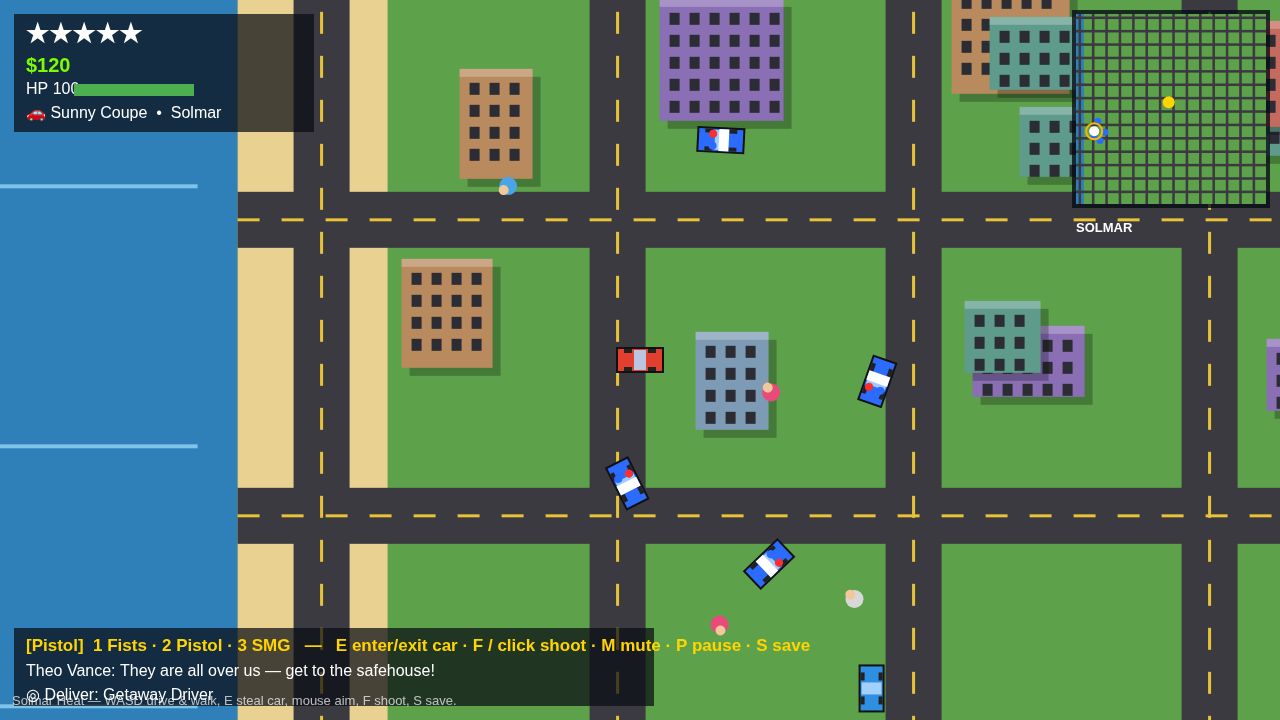 ★★★★★
$120
HP 100
🚗 Sunny Coupe • Solmar
SOLMAR
[Pistol] 1 Fists · 2 Pistol · 3 SMG — E enter/exit car · F / click shoot · M mute · P pause · S save
Theo Vance: They are all over us — get to the safehouse!
◎ Deliver: Getaway Driver
Solmar Heat — WASD drive & walk, E steal car, mouse aim, F shoot, S save.